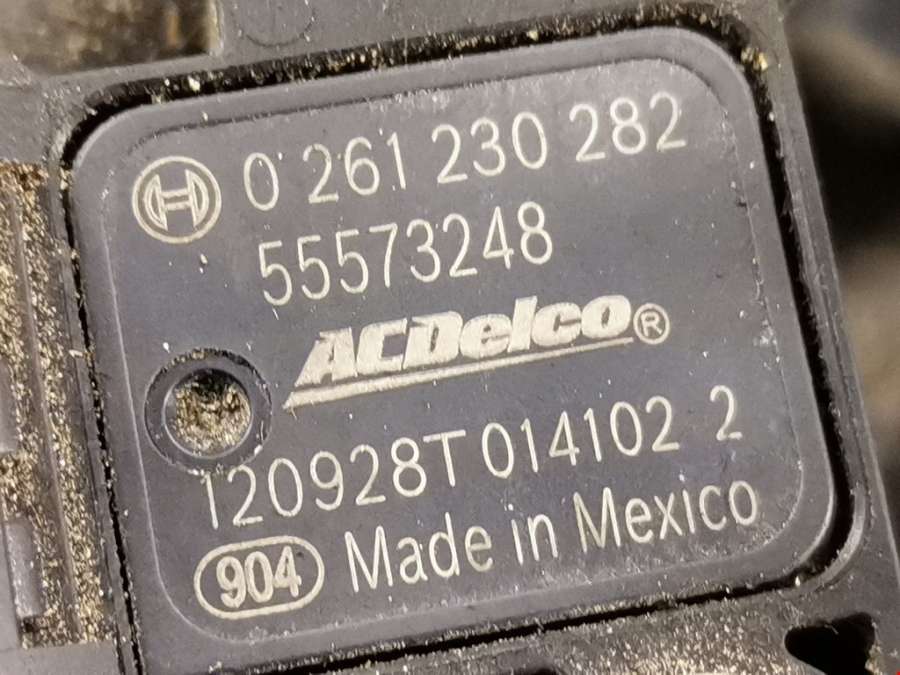 0 261 230 282
55573248
ACDelco®
120928T 014102 2
904 Made in Mexico